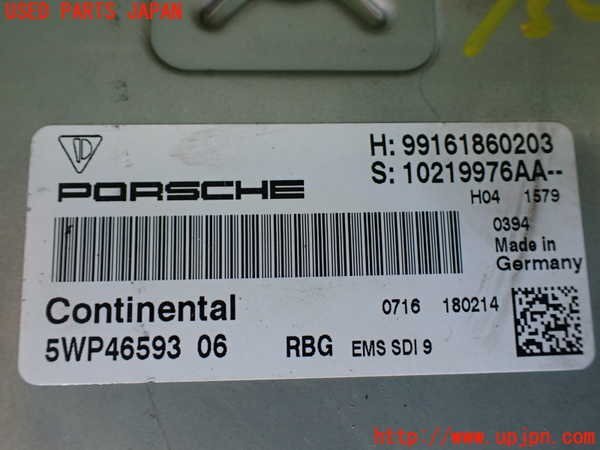 USED PARTS JAPAN
H: 99161860203
S: 10219976AA--
H04 1579
PORSCHE
0394
Made in
Germany
Continental
0716 180214
5WP46593 06 RBG EMS SDI 9
http://www.upjpn.com/